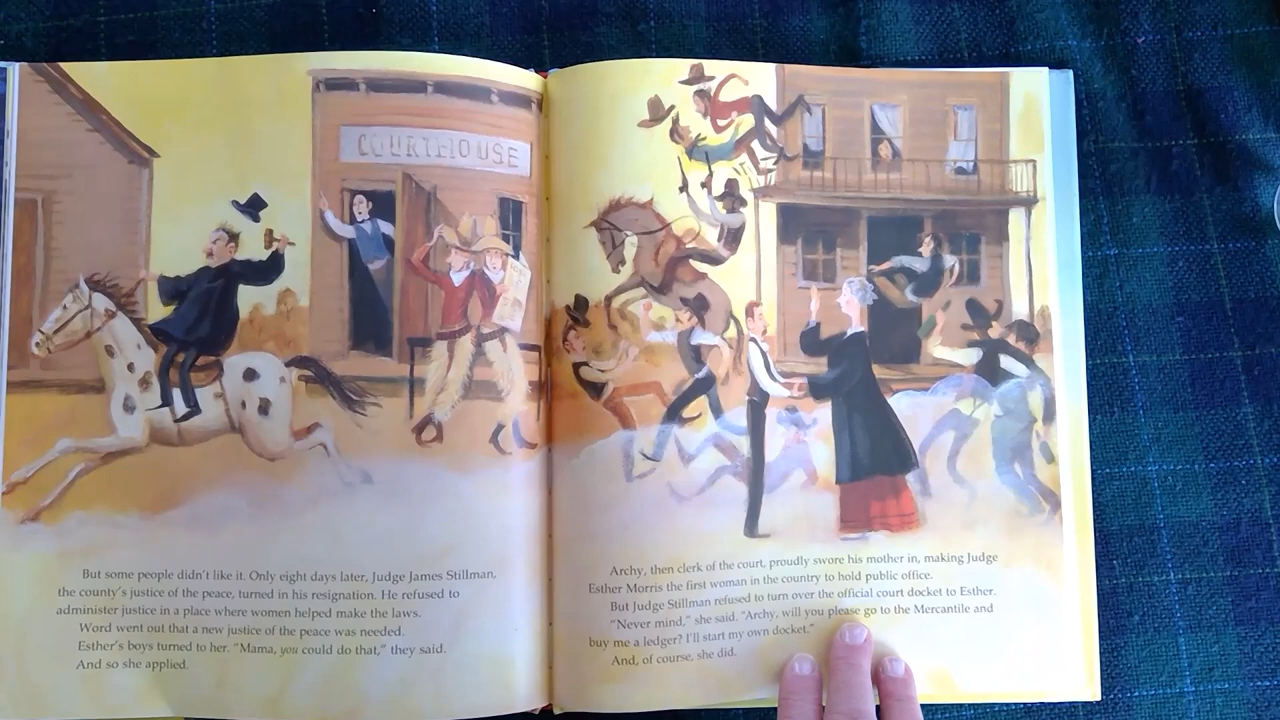 COURTHOUSE
But some people didn't like it. Only eight days later, Judge James Stillman,
the county's justice of the peace, turned in his resignation. He refused to
administer justice in a place where women helped make the laws.
Word went out that a new justice of the peace was needed.
Esther's boys turned to her. "Mama, you could do that," they said.
And so she applied.
Archy, then clerk of the court, proudly swore his mother in, making Judge
Esther Morris the first woman in the country to hold public office.
But Judge Stillman refused to turn over the official court docket to Esther.
"Never mind," she said. "Archy, will you please go to the Mercantile and
buy me a ledger? I'll start my own docket."
And, of course, she did.